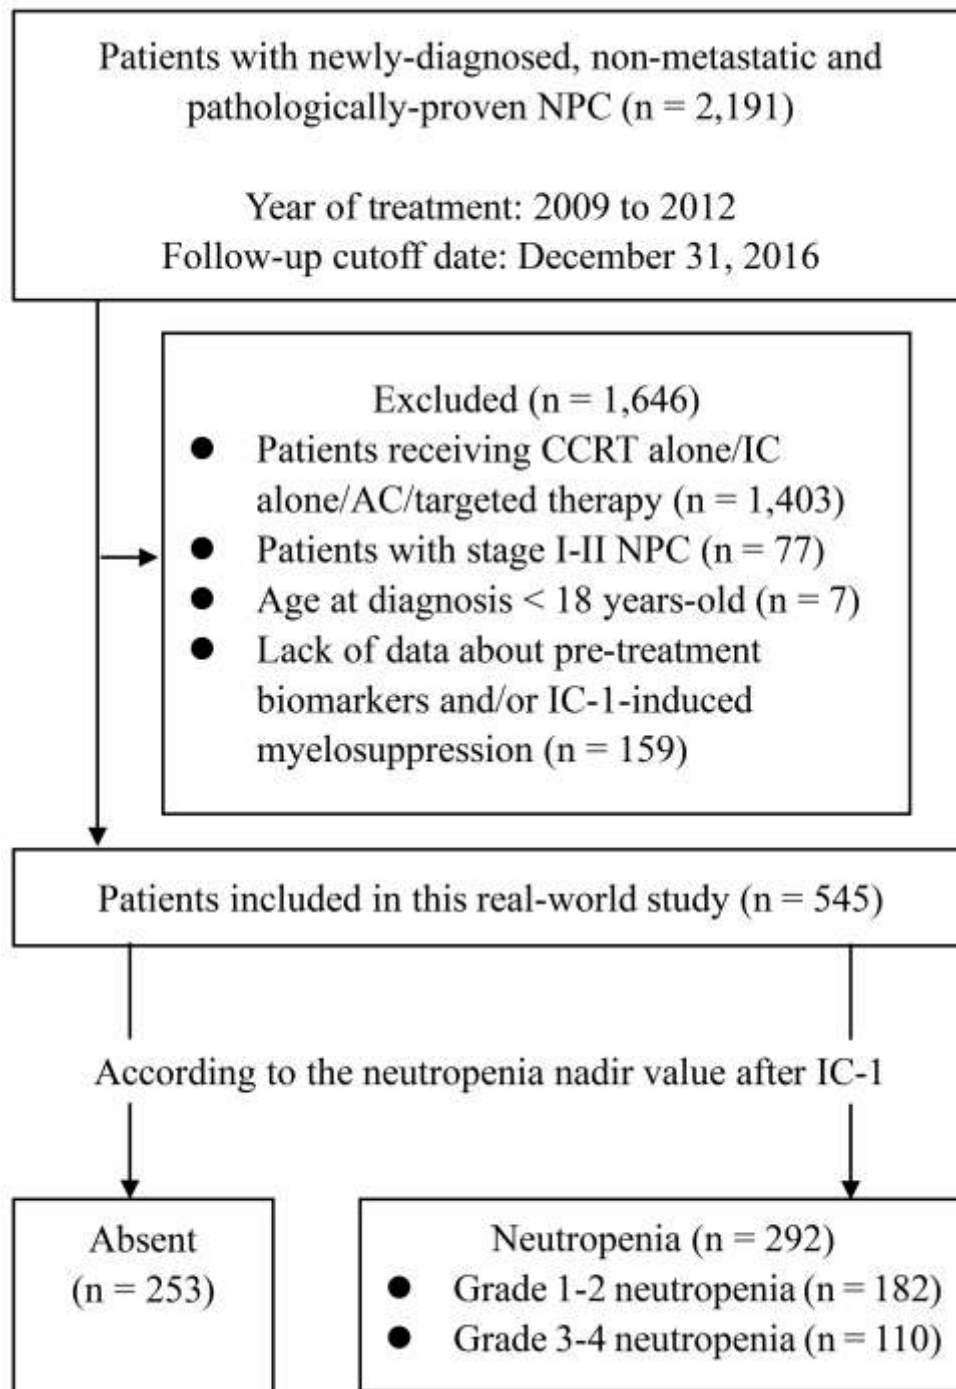 Patients with newly-diagnosed, non-metastatic and
pathologically-proven NPC (n = 2,191)
Year of treatment: 2009 to 2012
Follow-up cutoff date: December 31, 2016
Excluded (n = 1,646)
● Patients receiving CCRT alone/IC
alone/AC/targeted therapy (n = 1,403)
● Patients with stage I-II NPC (n = 77)
● Age at diagnosis < 18 years-old (n = 7)
● Lack of data about pre-treatment
biomarkers and/or IC-1-induced
myelosuppression (n = 159)
Patients included in this real-world study (n = 545)
According to the neutropenia nadir value after IC-1
Absent
(n = 253)
Neutropenia (n = 292)
● Grade 1-2 neutropenia (n = 182)
● Grade 3-4 neutropenia (n = 110)